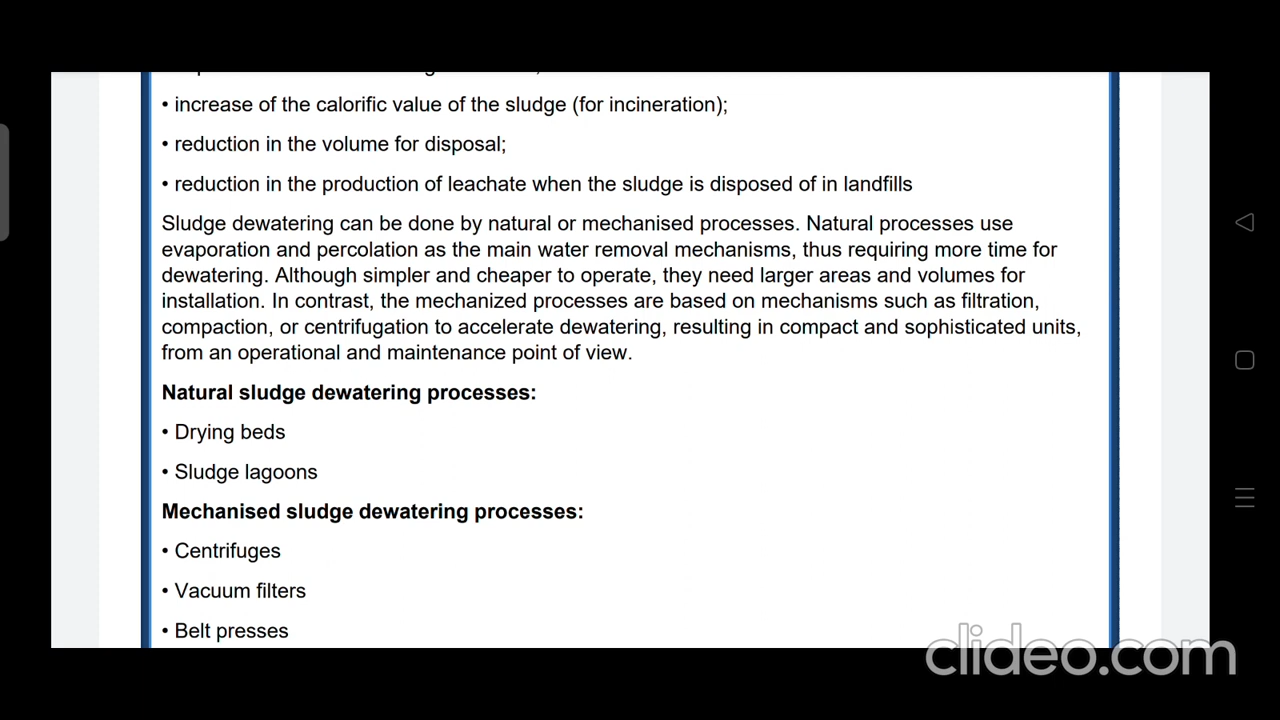 • increase of the calorific value of the sludge (for incineration);
• reduction in the volume for disposal;
• reduction in the production of leachate when the sludge is disposed of in landfills
Sludge dewatering can be done by natural or mechanised processes. Natural processes use
evaporation and percolation as the main water removal mechanisms, thus requiring more time for
dewatering. Although simpler and cheaper to operate, they need larger areas and volumes for
installation. In contrast, the mechanized processes are based on mechanisms such as filtration,
compaction, or centrifugation to accelerate dewatering, resulting in compact and sophisticated units,
from an operational and maintenance point of view.
Natural sludge dewatering processes:
• Drying beds
• Sludge lagoons
Mechanised sludge dewatering processes:
• Centrifuges
• Vacuum filters
• Belt presses
clideo.com